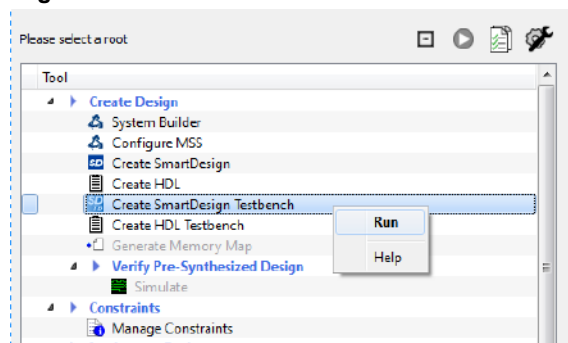 Please select a root
Tool
Create Design
System Builder
Configure MSS
SD Create SmartDesign
Create HDL
Create SmartDesign Testbench
Run
Create HDL Testbench
Help
Generate Memory Map
Verify Pre-Synthesized Design
Simulate
Constraints
Manage Constraints